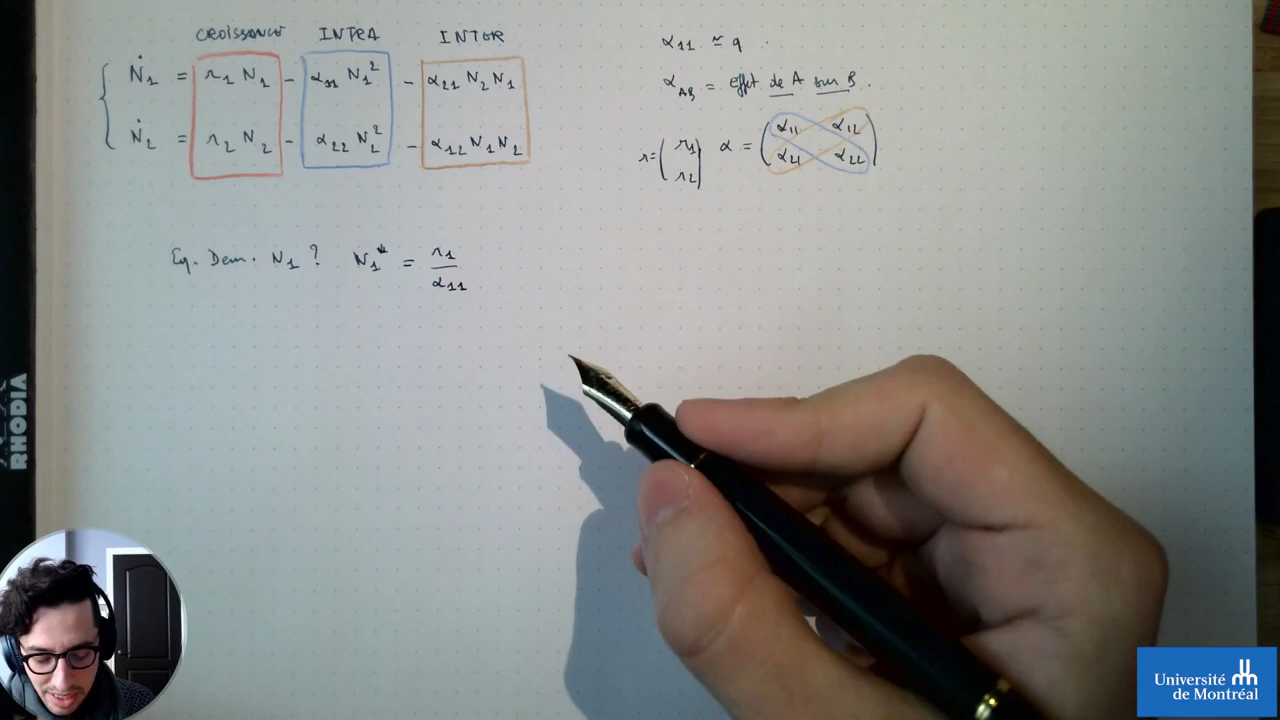 CROISSANCE INTRA INTER
Ṅ₁ = r₁ N₁ - α₁₁ N₁² - α₂₁ N₂ N₁
Ṅ₂ = r₂ N₂ - α₂₂ N₂² - α₁₂ N₁ N₂
α₁₁ ≃ q
α_AB = effet de A sur B.
r = (r₁ r₂) α = (α₁₁ α₁₂
α₂₁ α₂₂)
Eq. Dem. N₁ ? N₁* = r₁
α₁₁
RHODIA
Université
de Montréal